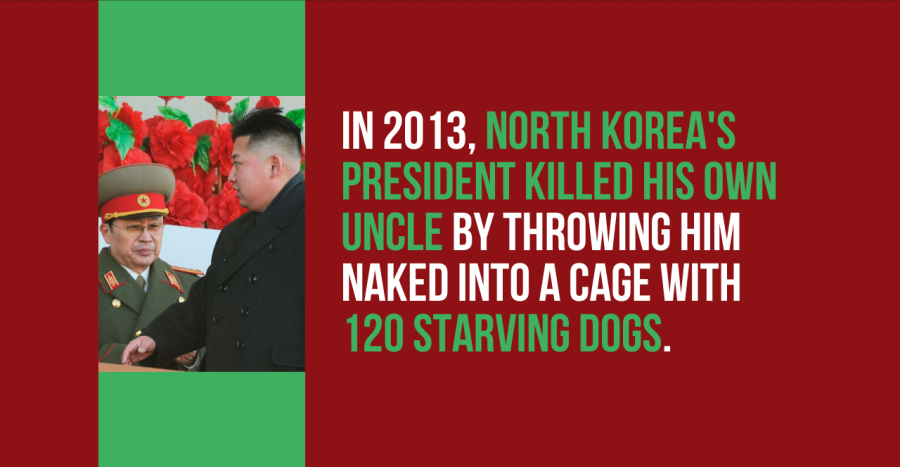 IN 2013, NORTH KOREA'S
PRESIDENT KILLED HIS OWN
UNCLE BY THROWING HIM
NAKED INTO A CAGE WITH
120 STARVING DOGS.